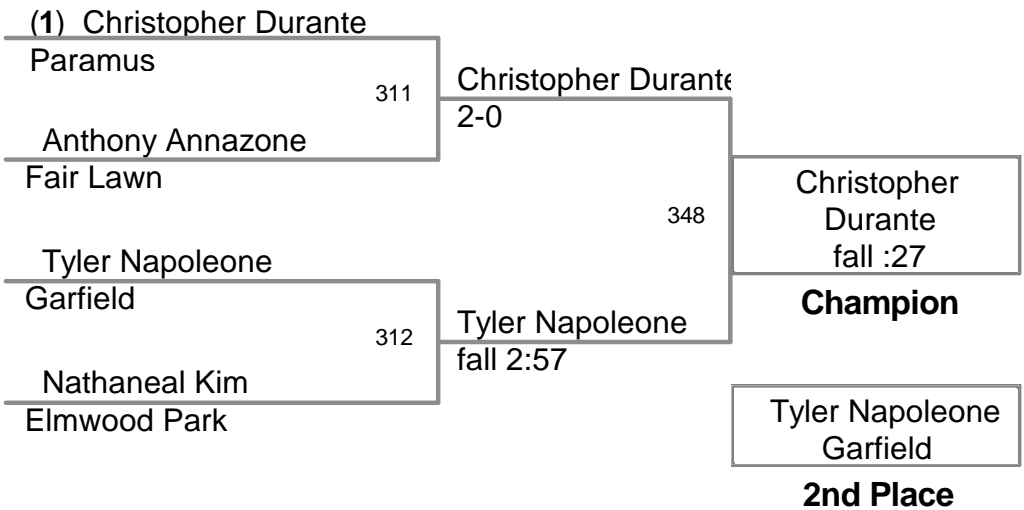 (1) Christopher Durante
Paramus
311
Anthony Annazone
Fair Lawn
Christopher Durante
2-0
Tyler Napoleone
Garfield
312
Nathaneal Kim
Elmwood Park
Tyler Napoleone
fall 2:57
348
Christopher
Durante
fall :27
Champion
Tyler Napoleone
Garfield
2nd Place